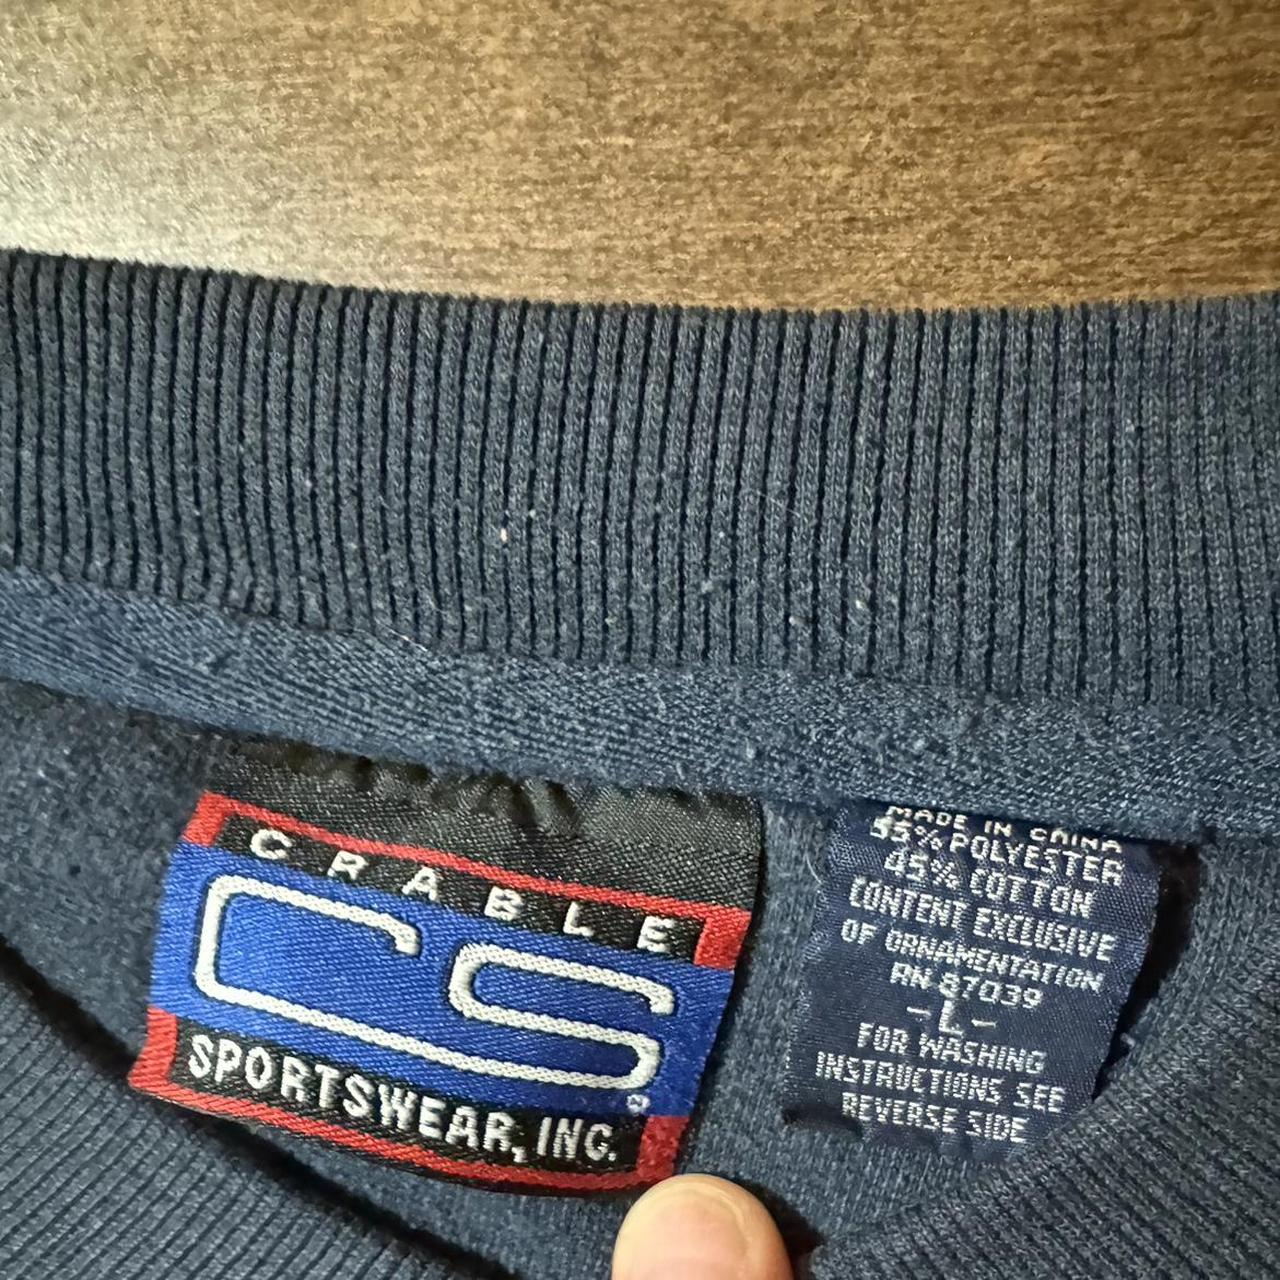 CRABLE
CS
SPORTSWEAR, INC.
®
MADE IN CHINA
55% POLYESTER
45% COTTON
CONTENT EXCLUSIVE
OF ORNAMENTATION
RN 87039
-L-
FOR WASHING
INSTRUCTIONS SEE
REVERSE SIDE